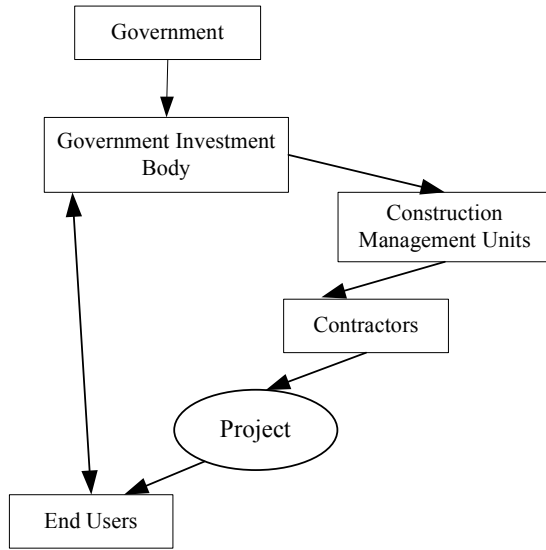 Government
Government Investment
Body
Construction
Management Units
Contractors
Project
End Users